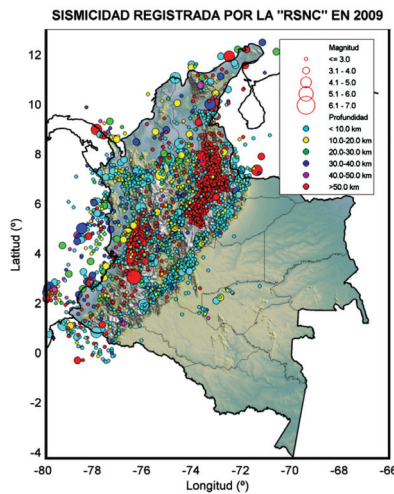 SISMICIDAD REGISTRADA POR LA "RSNC" EN 2009
Magnitud
<= 3.0
3.1 - 4.0
4.1 - 5.0
5.1 - 6.0
6.1 - 7.0
Profundidad
< 10.0 km
10.0-20.0 km
20.0-30.0 km
30.0-40.0 km
40.0-50.0 km
>50.0 km
Latitud (º)
12
10
8
6
4
2
0
-2
-4
-80
-78
-76
-74
-72
-70
-68
-66
Longitud (º)